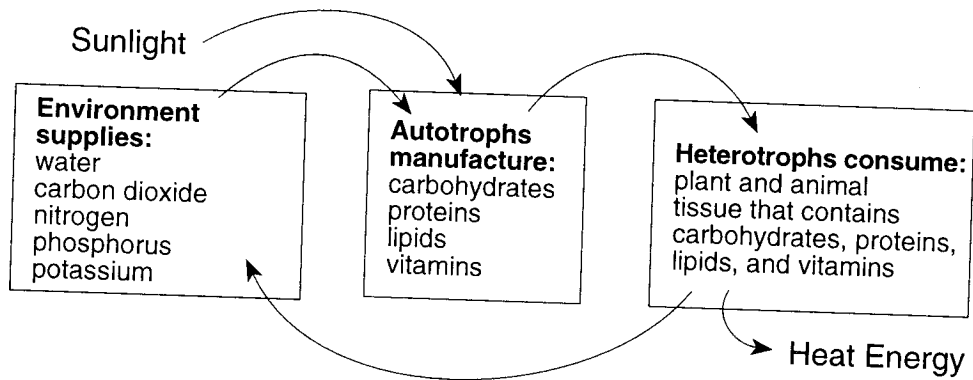 Sunlight
Environment
supplies:
water
carbon dioxide
nitrogen
phosphorus
potassium
Autotrophs
manufacture:
carbohydrates
proteins
lipids
vitamins
Heterotrophs consume:
plant and animal
tissue that contains
carbohydrates, proteins,
lipids, and vitamins
Heat Energy